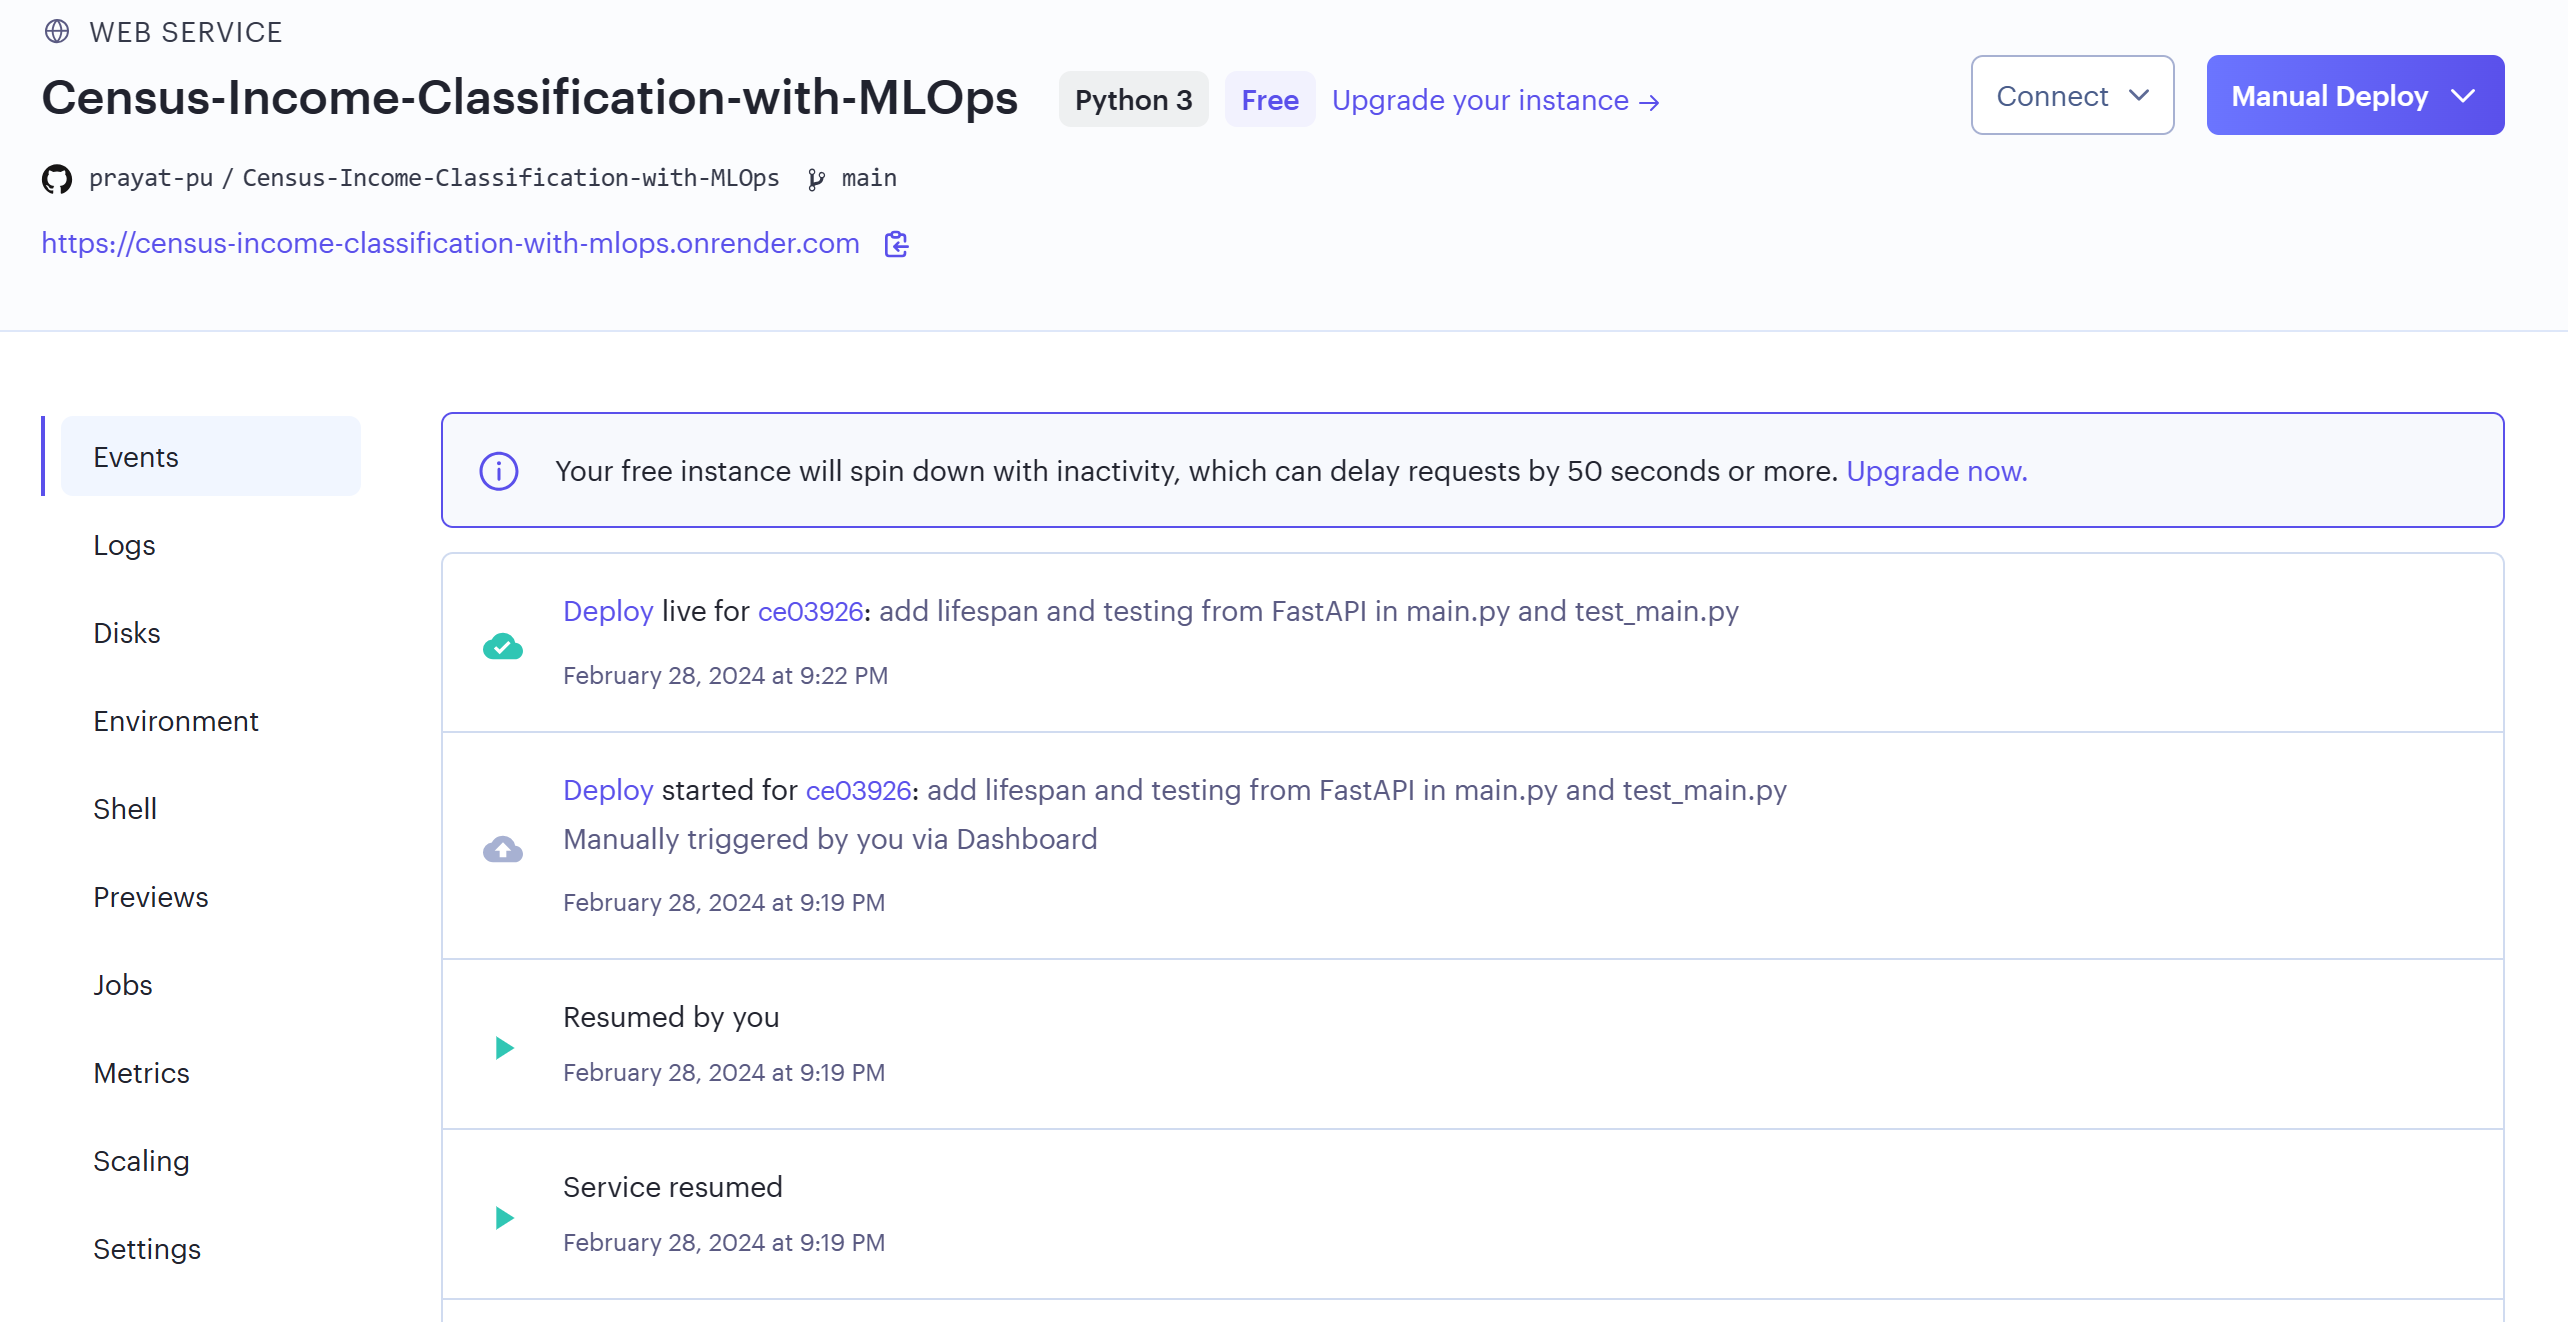 WEB SERVICE
Census-Income-Classification-with-MLOps Python 3 Free Upgrade your instance → Connect Manual Deploy
prayat-pu / Census-Income-Classification-with-MLOps main
https://census-income-classification-with-mlops.onrender.com
Events
Logs
Disks
Environment
Shell
Previews
Jobs
Metrics
Scaling
Settings
Your free instance will spin down with inactivity, which can delay requests by 50 seconds or more. Upgrade now.
Deploy live for ce03926: add lifespan and testing from FastAPI in main.py and test_main.py
February 28, 2024 at 9:22 PM
Deploy started for ce03926: add lifespan and testing from FastAPI in main.py and test_main.py
Manually triggered by you via Dashboard
February 28, 2024 at 9:19 PM
Resumed by you
February 28, 2024 at 9:19 PM
Service resumed
February 28, 2024 at 9:19 PM